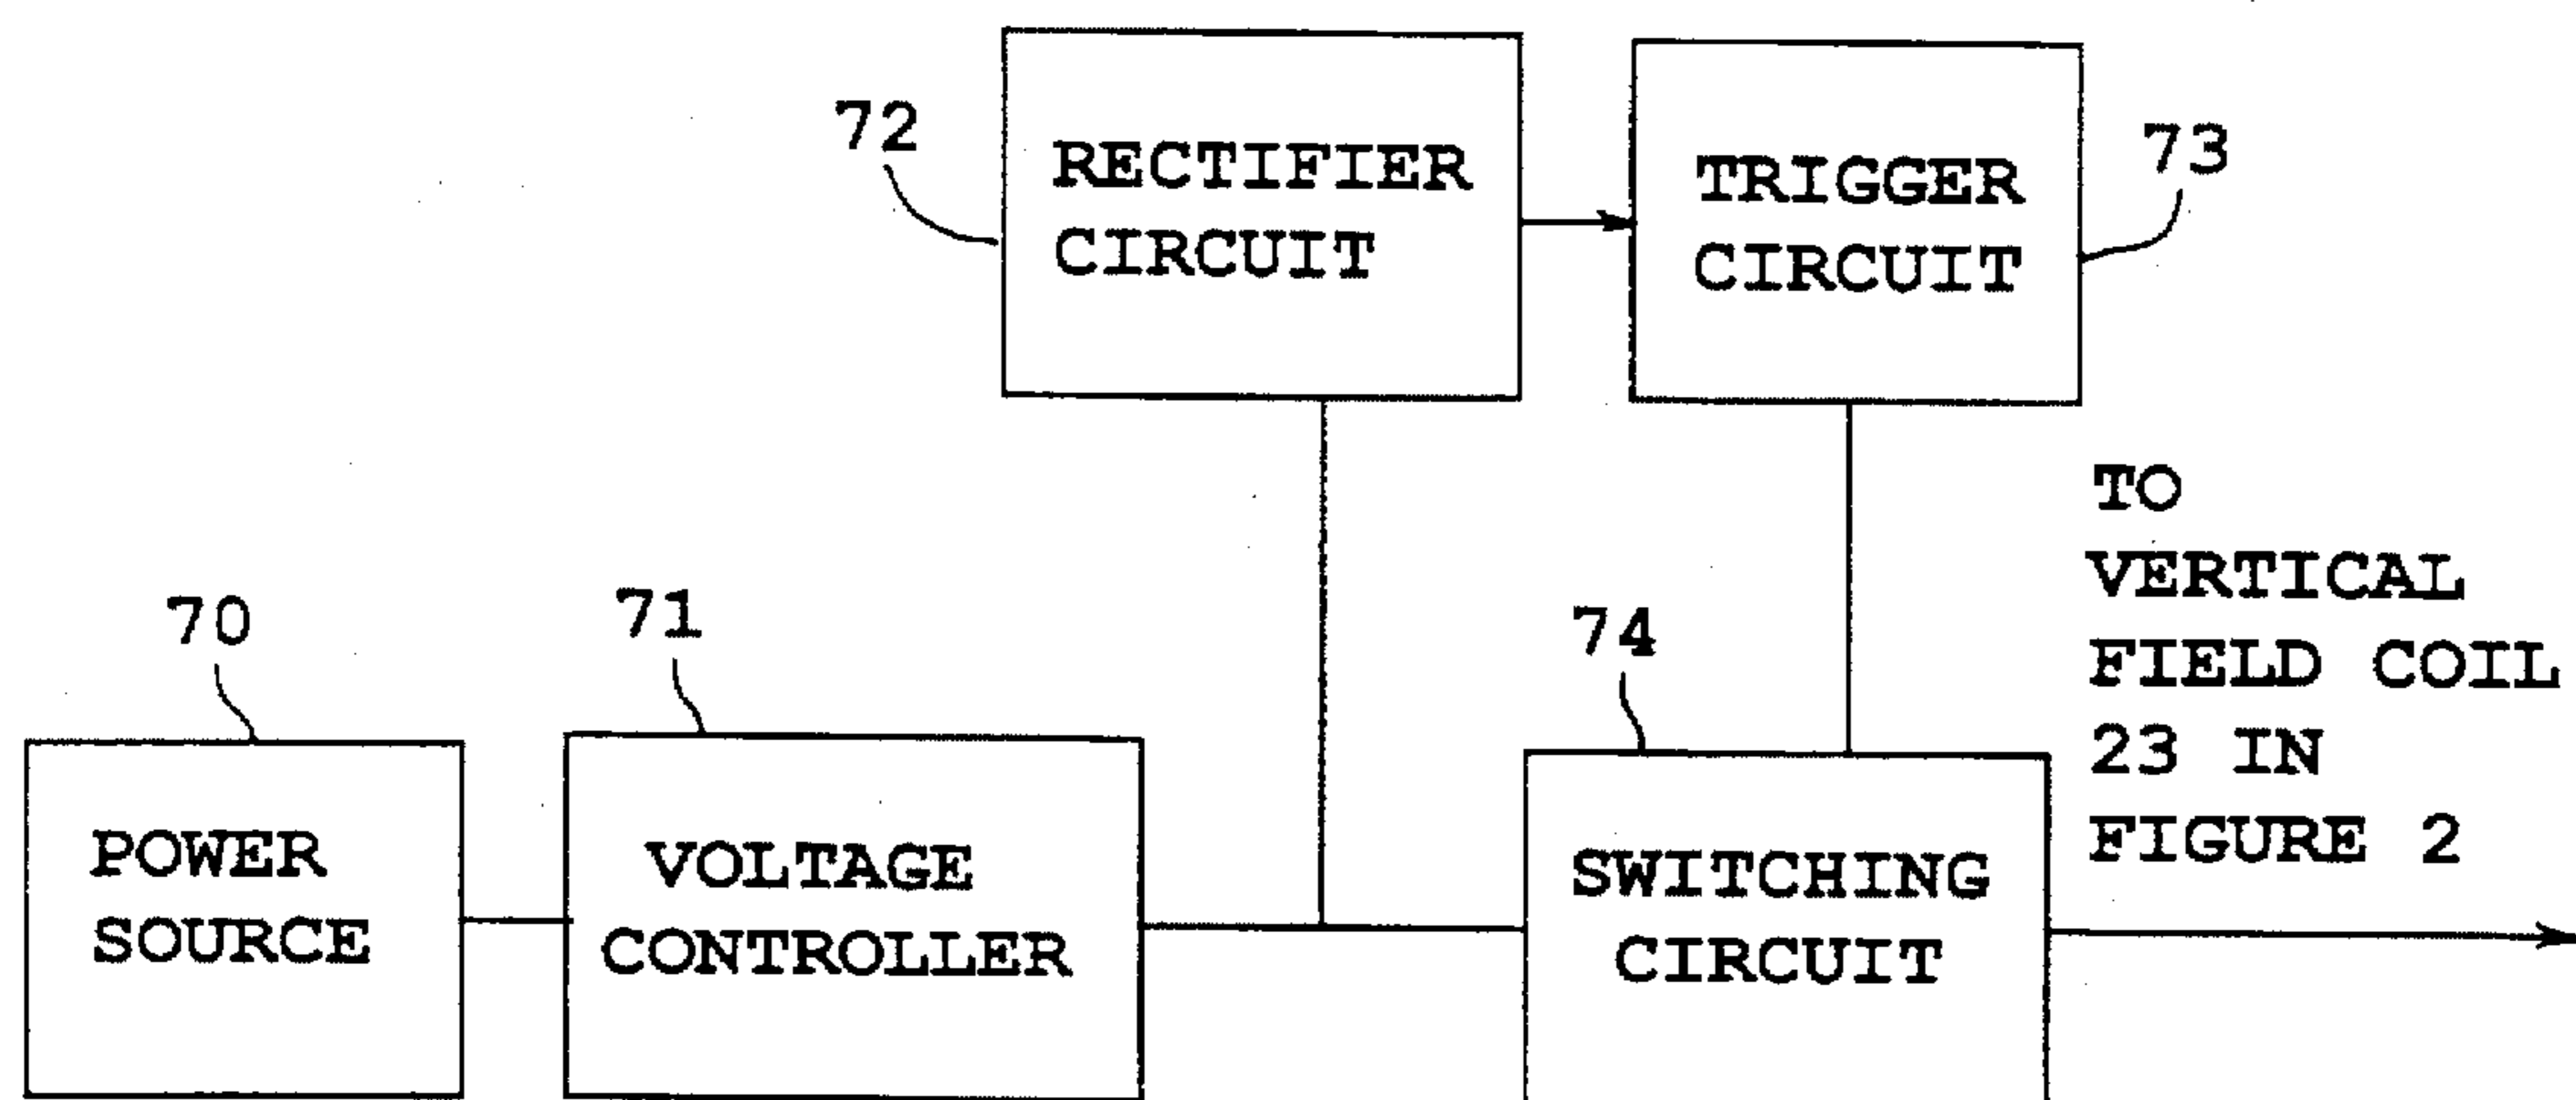 72
RECTIFIER
CIRCUIT
TRIGGER
CIRCUIT
73
TO
VERTICAL
FIELD COIL
23 IN
FIGURE 2
70
POWER
SOURCE
71
VOLTAGE
CONTROLLER
74
SWITCHING
CIRCUIT